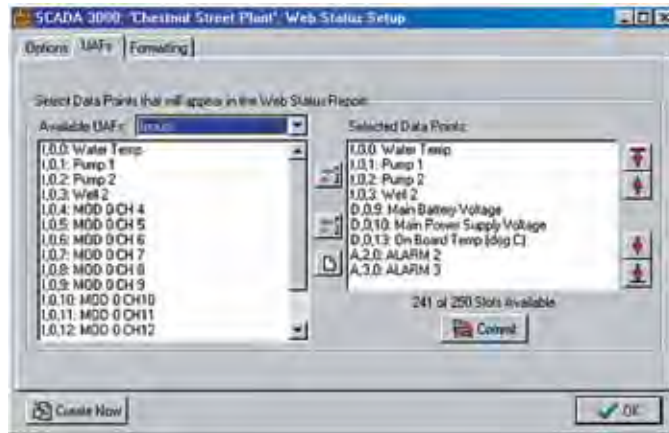 SCADA 3000: 'Chestnut Street Plant': Web Status Setup
Options UAFs Formatting
Select Data Points that will appear in the Web Status Report
Available UAFs: Inputs
I,0,0: Water Temp
I,0,1: Pump 1
I,0,2: Pump 2
I,0,3: Well 2
I,0,4: MOD 0 CH 4
I,0,5: MOD 0 CH 5
I,0,6: MOD 0 CH 6
I,0,7: MOD 0 CH 7
I,0,8: MOD 0 CH 8
I,0,9: MOD 0 CH 9
I,0,10: MOD 0 CH10
I,0,11: MOD 0 CH11
I,0,12: MOD 0 CH12
Selected Data Points:
I,0,0: Water Temp
I,0,1: Pump 1
I,0,2: Pump 2
I,0,3: Well 2
D,0,9: Main Battery Voltage
D,0,10: Main Power Supply Voltage
D,0,13: On Board Temp (deg C)
A,2,0: ALARM 2
A,3,0: ALARM 3
241 of 250 Slots Available
Commit
Create Now
OK